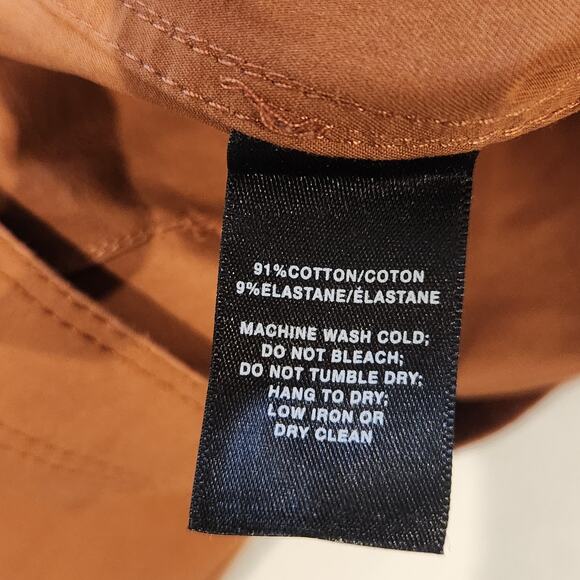 91%COTTON/COTON
9%ELASTANE/ÉLASTANE
MACHINE WASH COLD;
DO NOT BLEACH;
DO NOT TUMBLE DRY;
HANG TO DRY;
LOW IRON OR
DRY CLEAN